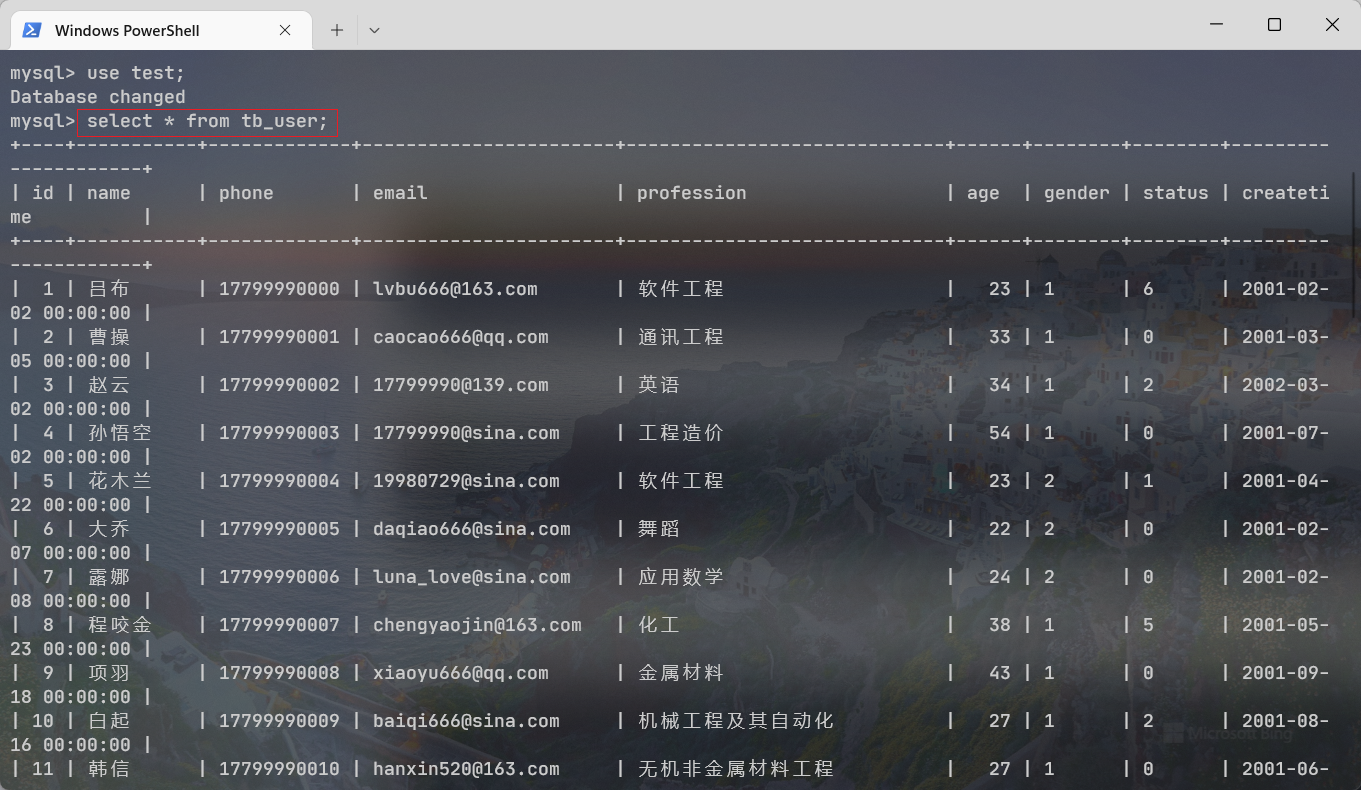 Windows PowerShell
mysql> use test;
Database changed
mysql> select * from tb_user;
+----+-----------+-------------+-----------------------+------------------------------+------+--------+--------+---------
------------+
| id | name      | phone       | email                 | profession                  | age  | gender | status | createti
me          |
+----+-----------+-------------+-----------------------+------------------------------+------+--------+--------+---------
------------+
|  1 | 吕布      | 17799990000 | lvbu666@163.com       | 软件工程                    |   23 | 1      | 6      | 2001-02-
02 00:00:00 |
|  2 | 曹操      | 17799990001 | caocao666@qq.com      | 通讯工程                    |   33 | 1      | 0      | 2001-03-
05 00:00:00 |
|  3 | 赵云      | 17799990002 | 17799990@139.com      | 英语                        |   34 | 1      | 2      | 2002-03-
02 00:00:00 |
|  4 | 孙悟空    | 17799990003 | 17799990@sina.com     | 工程造价                    |   54 | 1      | 0      | 2001-07-
02 00:00:00 |
|  5 | 花木兰    | 17799990004 | 19980729@sina.com     | 软件工程                    |   23 | 2      | 1      | 2001-04-
22 00:00:00 |
|  6 | 大乔      | 17799990005 | daqiao666@sina.com    | 舞蹈                        |   22 | 2      | 0      | 2001-02-
07 00:00:00 |
|  7 | 露娜      | 17799990006 | luna_love@sina.com    | 应用数学                    |   24 | 2      | 0      | 2001-02-
08 00:00:00 |
|  8 | 程咬金    | 17799990007 | chengyaojin@163.com   | 化工                        |   38 | 1      | 5      | 2001-05-
23 00:00:00 |
|  9 | 项羽      | 17799990008 | xiaoyu666@qq.com      | 金属材料                    |   43 | 1      | 0      | 2001-09-
18 00:00:00 |
| 10 | 白起      | 17799990009 | baiqi666@sina.com     | 机械工程及其自动化          |   27 | 1      | 2      | 2001-08-
16 00:00:00 |
Microsoft Bing
| 11 | 韩信      | 17799990010 | hanxin520@163.com     | 无机非金属材料工程          |   27 | 1      | 0      | 2001-06-